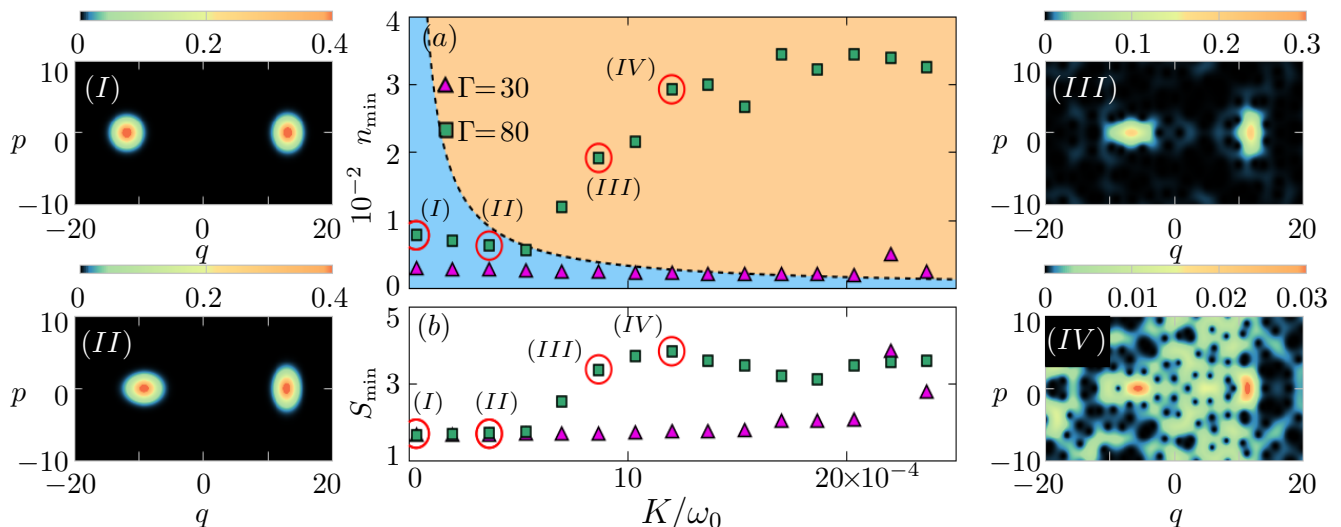 0 0.2 0.4
10
0
−10
p
(I)
−20 0 20
q
0 0.2 0.4
10
0
−10
p
(II)
−20 0 20
q
(a)
4
3
2
1
0
10⁻² n_min
Γ=30
Γ=80
(I)
(II)
(III)
(IV)
(b)
5
3
1
S_min
(I)
(II)
(III)
(IV)
0 10 20×10⁻⁴
K/ω₀
0 0.1 0.2 0.3
10
0
−10
p
(III)
−20 0 20
q
0 0.01 0.02 0.03
10
0
−10
p
(IV)
−20 0 20
q